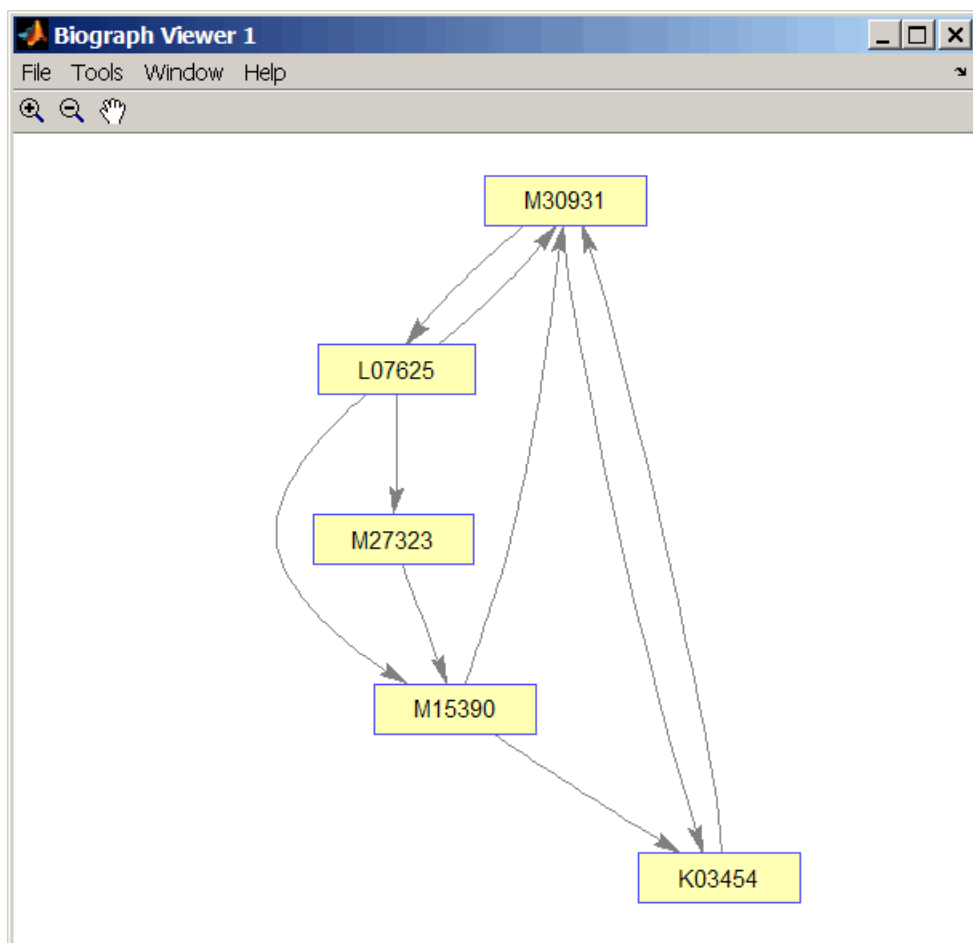 Biograph Viewer 1
File Tools Window Help
M30931
L07625
M27323
M15390
K03454